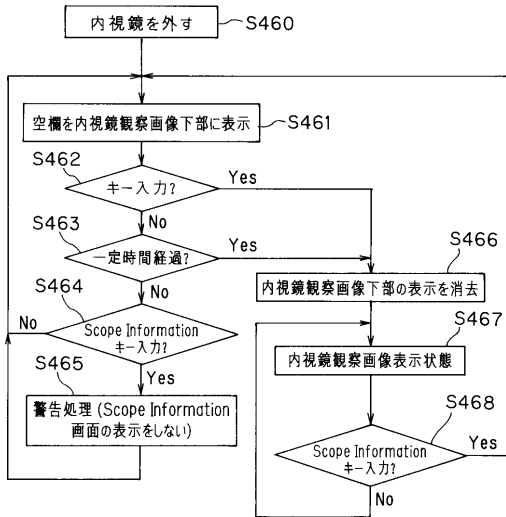 内視鏡を外す
S460
空欄を内視鏡観察画像下部に表示
S461
S462
キー入力?
Yes
No
S463
一定時間経過?
Yes
No
S464
Scope Information
キー入力?
No
Yes
S465
警告処理(Scope Information
画面の表示をしない)
S466
内視鏡観察画像下部の表示を消去
S467
内視鏡観察画像表示状態
S468
Scope Information
キー入力?
Yes
No